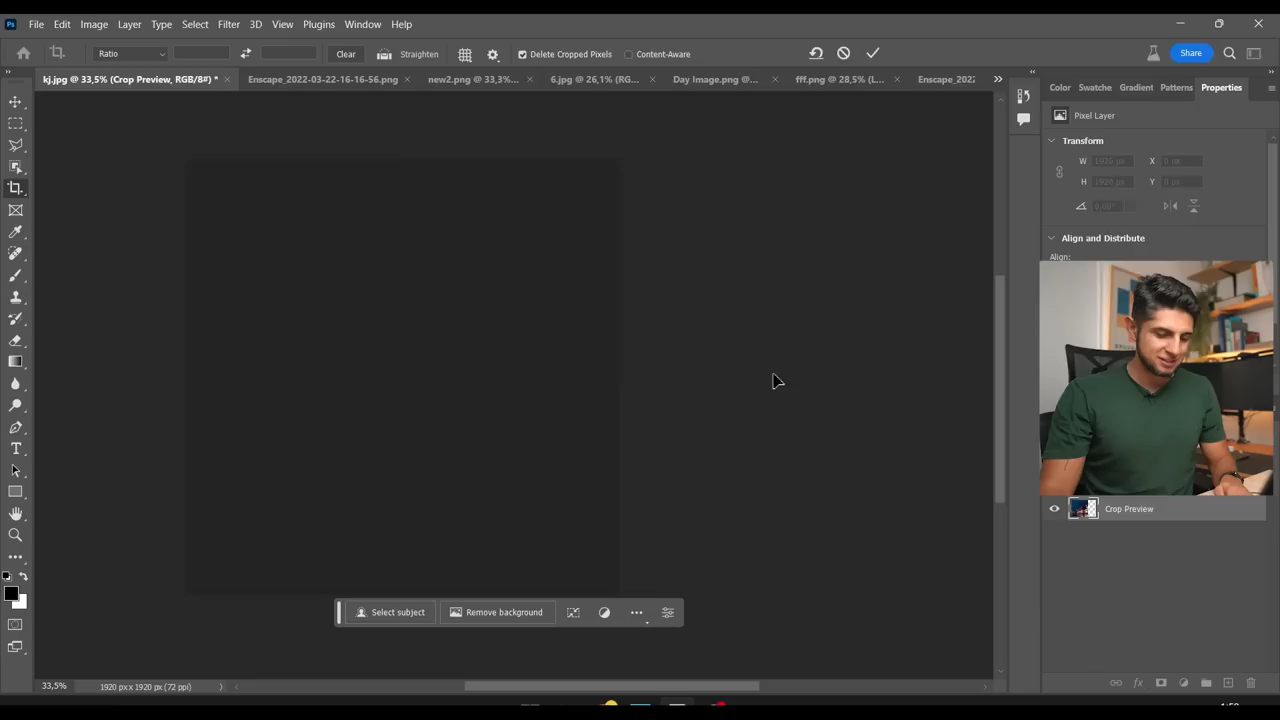 Ps File Edit Image Layer Type Select Filter 3D View Plugins Window Help
Ratio Clear Straighten Delete Cropped Pixels Content-Aware Share
kj.jpg @ 33,5% (Crop Preview, RGB/8#) * × Enscape_2022-03-22-16-16-56.png × new2.png @ 33,3%... × 6.jpg @ 26,1% (RG... × Day Image.png @... × fff.png @ 28,5% (L... × Enscape_202
Color Swatche Gradient Patterns Properties
Pixel Layer
Transform
W 1920 px X 0 px
H 1920 px Y 0 px
0,00°
Align and Distribute
Align:
Crop Preview
Select subject Remove background
33,5% 1920 px x 1920 px (72 ppi)